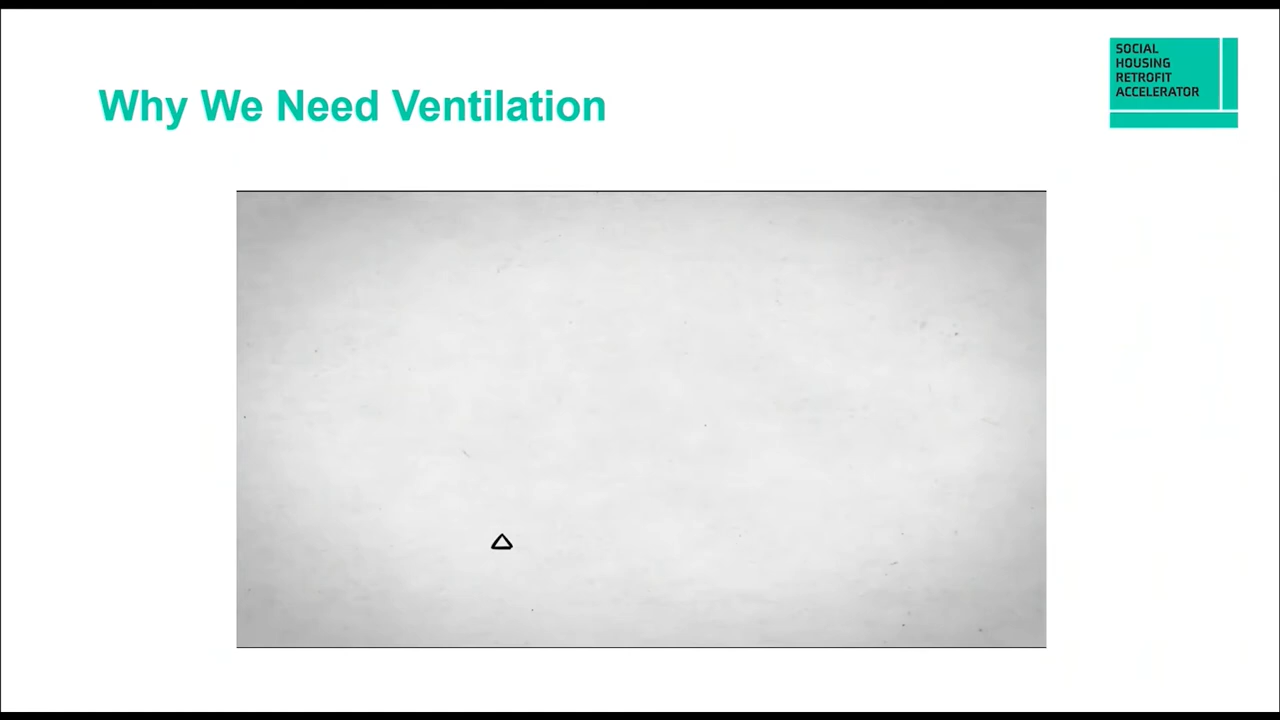 Why We Need Ventilation
SOCIAL
HOUSING
RETROFIT
ACCELERATOR